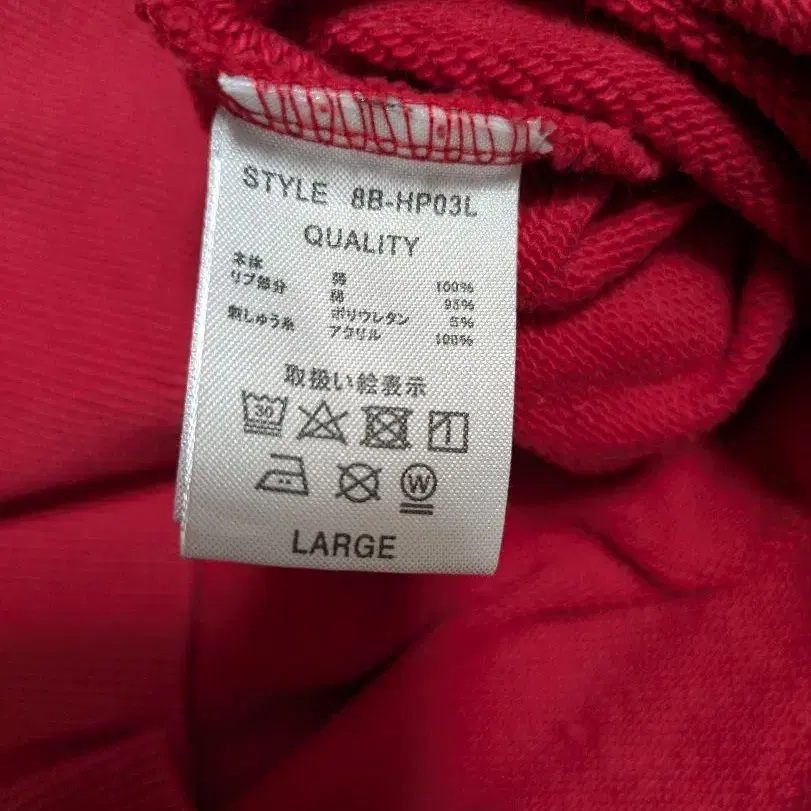 STYLE 8B-HP03L
QUALITY
本体 綿 100%
リブ部分 綿 95%
ポリウレタン 5%
刺しゅう糸 アクリル 100%
取扱い絵表示
30
W
LARGE